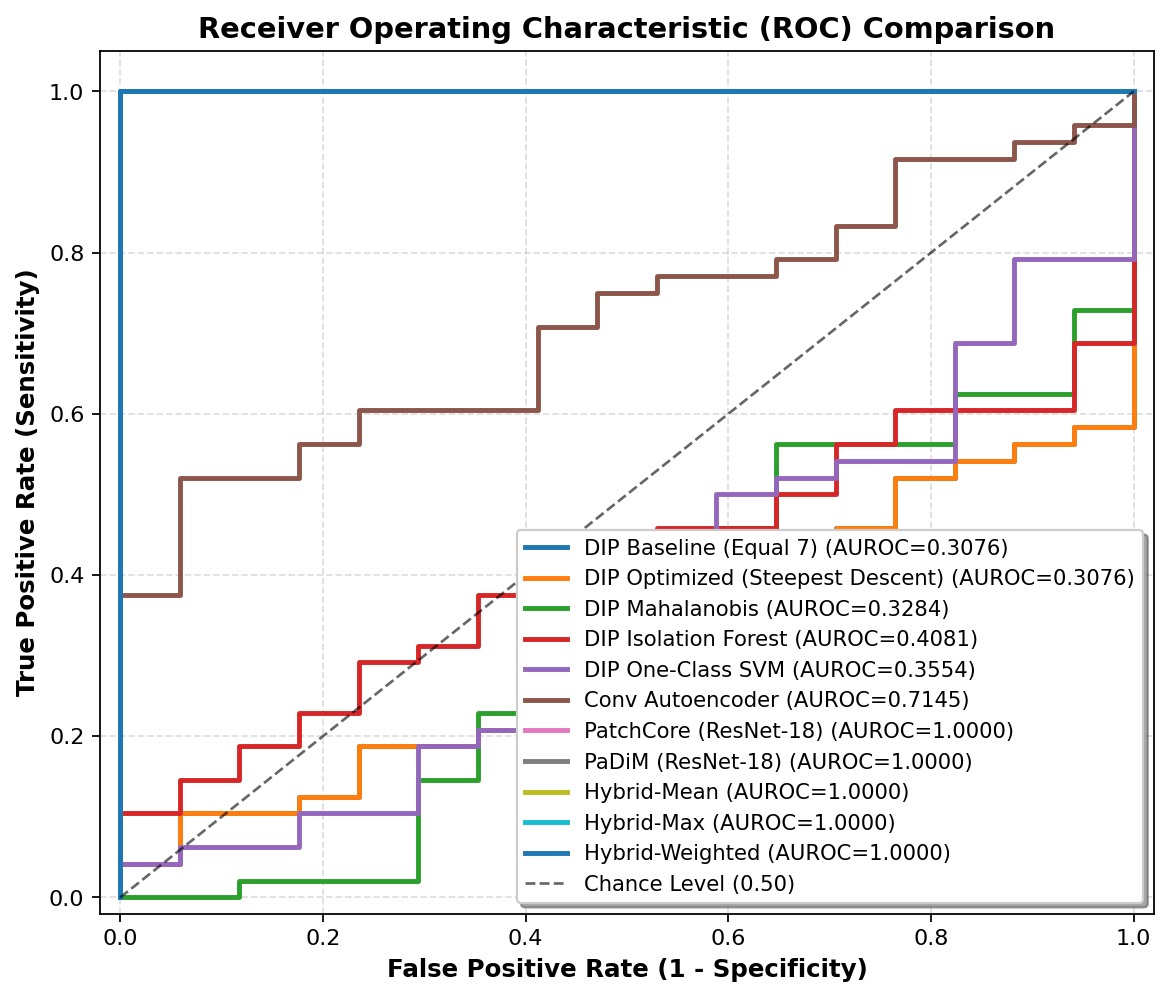 Receiver Operating Characteristic (ROC) Comparison
True Positive Rate (Sensitivity)
1.0
0.8
0.6
0.4
0.2
0.0
DIP Baseline (Equal 7) (AUROC=0.3076)
DIP Optimized (Steepest Descent) (AUROC=0.3076)
DIP Mahalanobis (AUROC=0.3284)
DIP Isolation Forest (AUROC=0.4081)
DIP One-Class SVM (AUROC=0.3554)
Conv Autoencoder (AUROC=0.7145)
PatchCore (ResNet-18) (AUROC=1.0000)
PaDiM (ResNet-18) (AUROC=1.0000)
Hybrid-Mean (AUROC=1.0000)
Hybrid-Max (AUROC=1.0000)
Hybrid-Weighted (AUROC=1.0000)
Chance Level (0.50)
0.0 0.2 0.4 0.6 0.8 1.0
False Positive Rate (1 - Specificity)